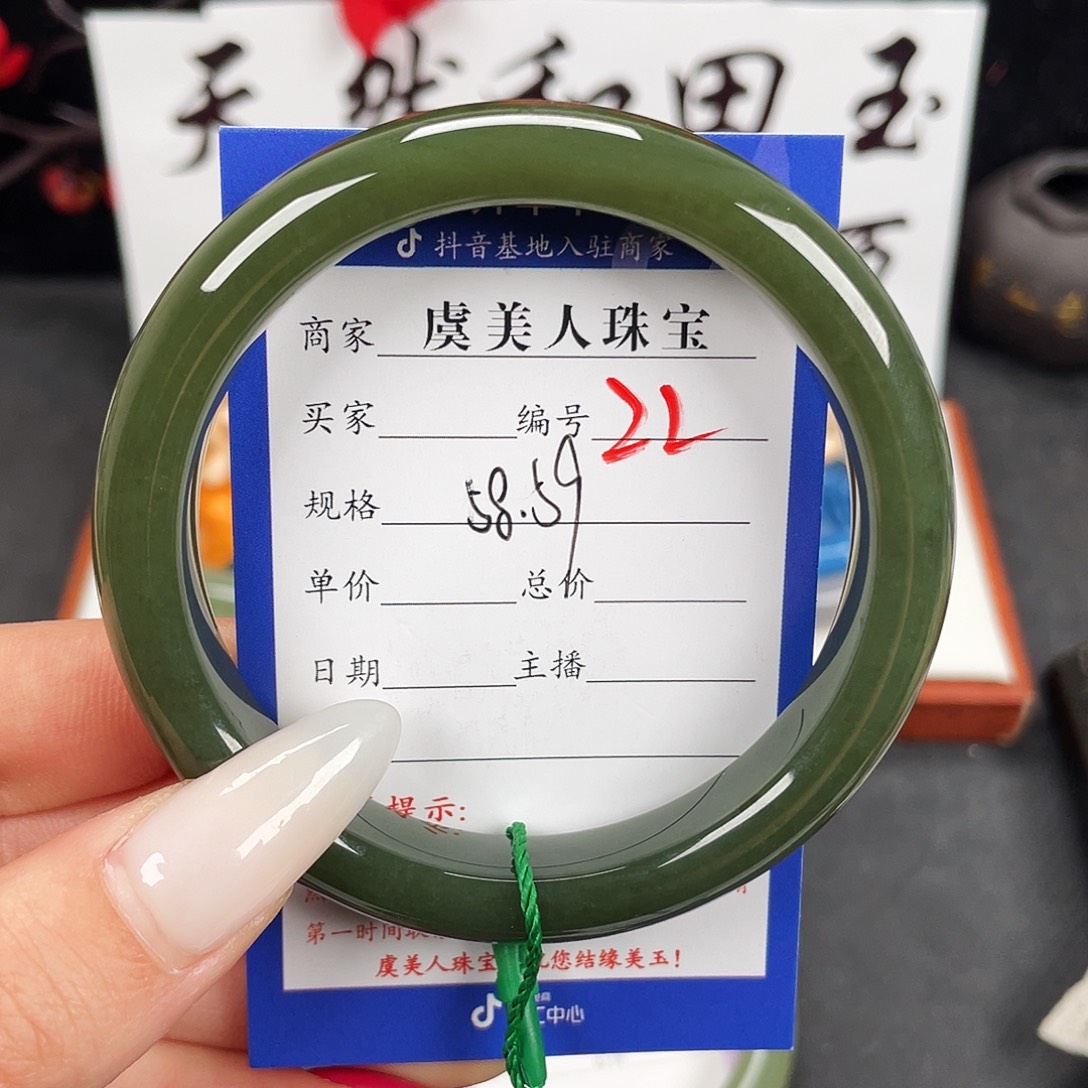 天然和田玉
抖音基地入驻商家
商家 虞美人珠宝
买家 编号 22
规格 58.59
单价 总价
日期 主播
提示:
第一时间联
虞美人珠宝 您结缘美玉!
中心